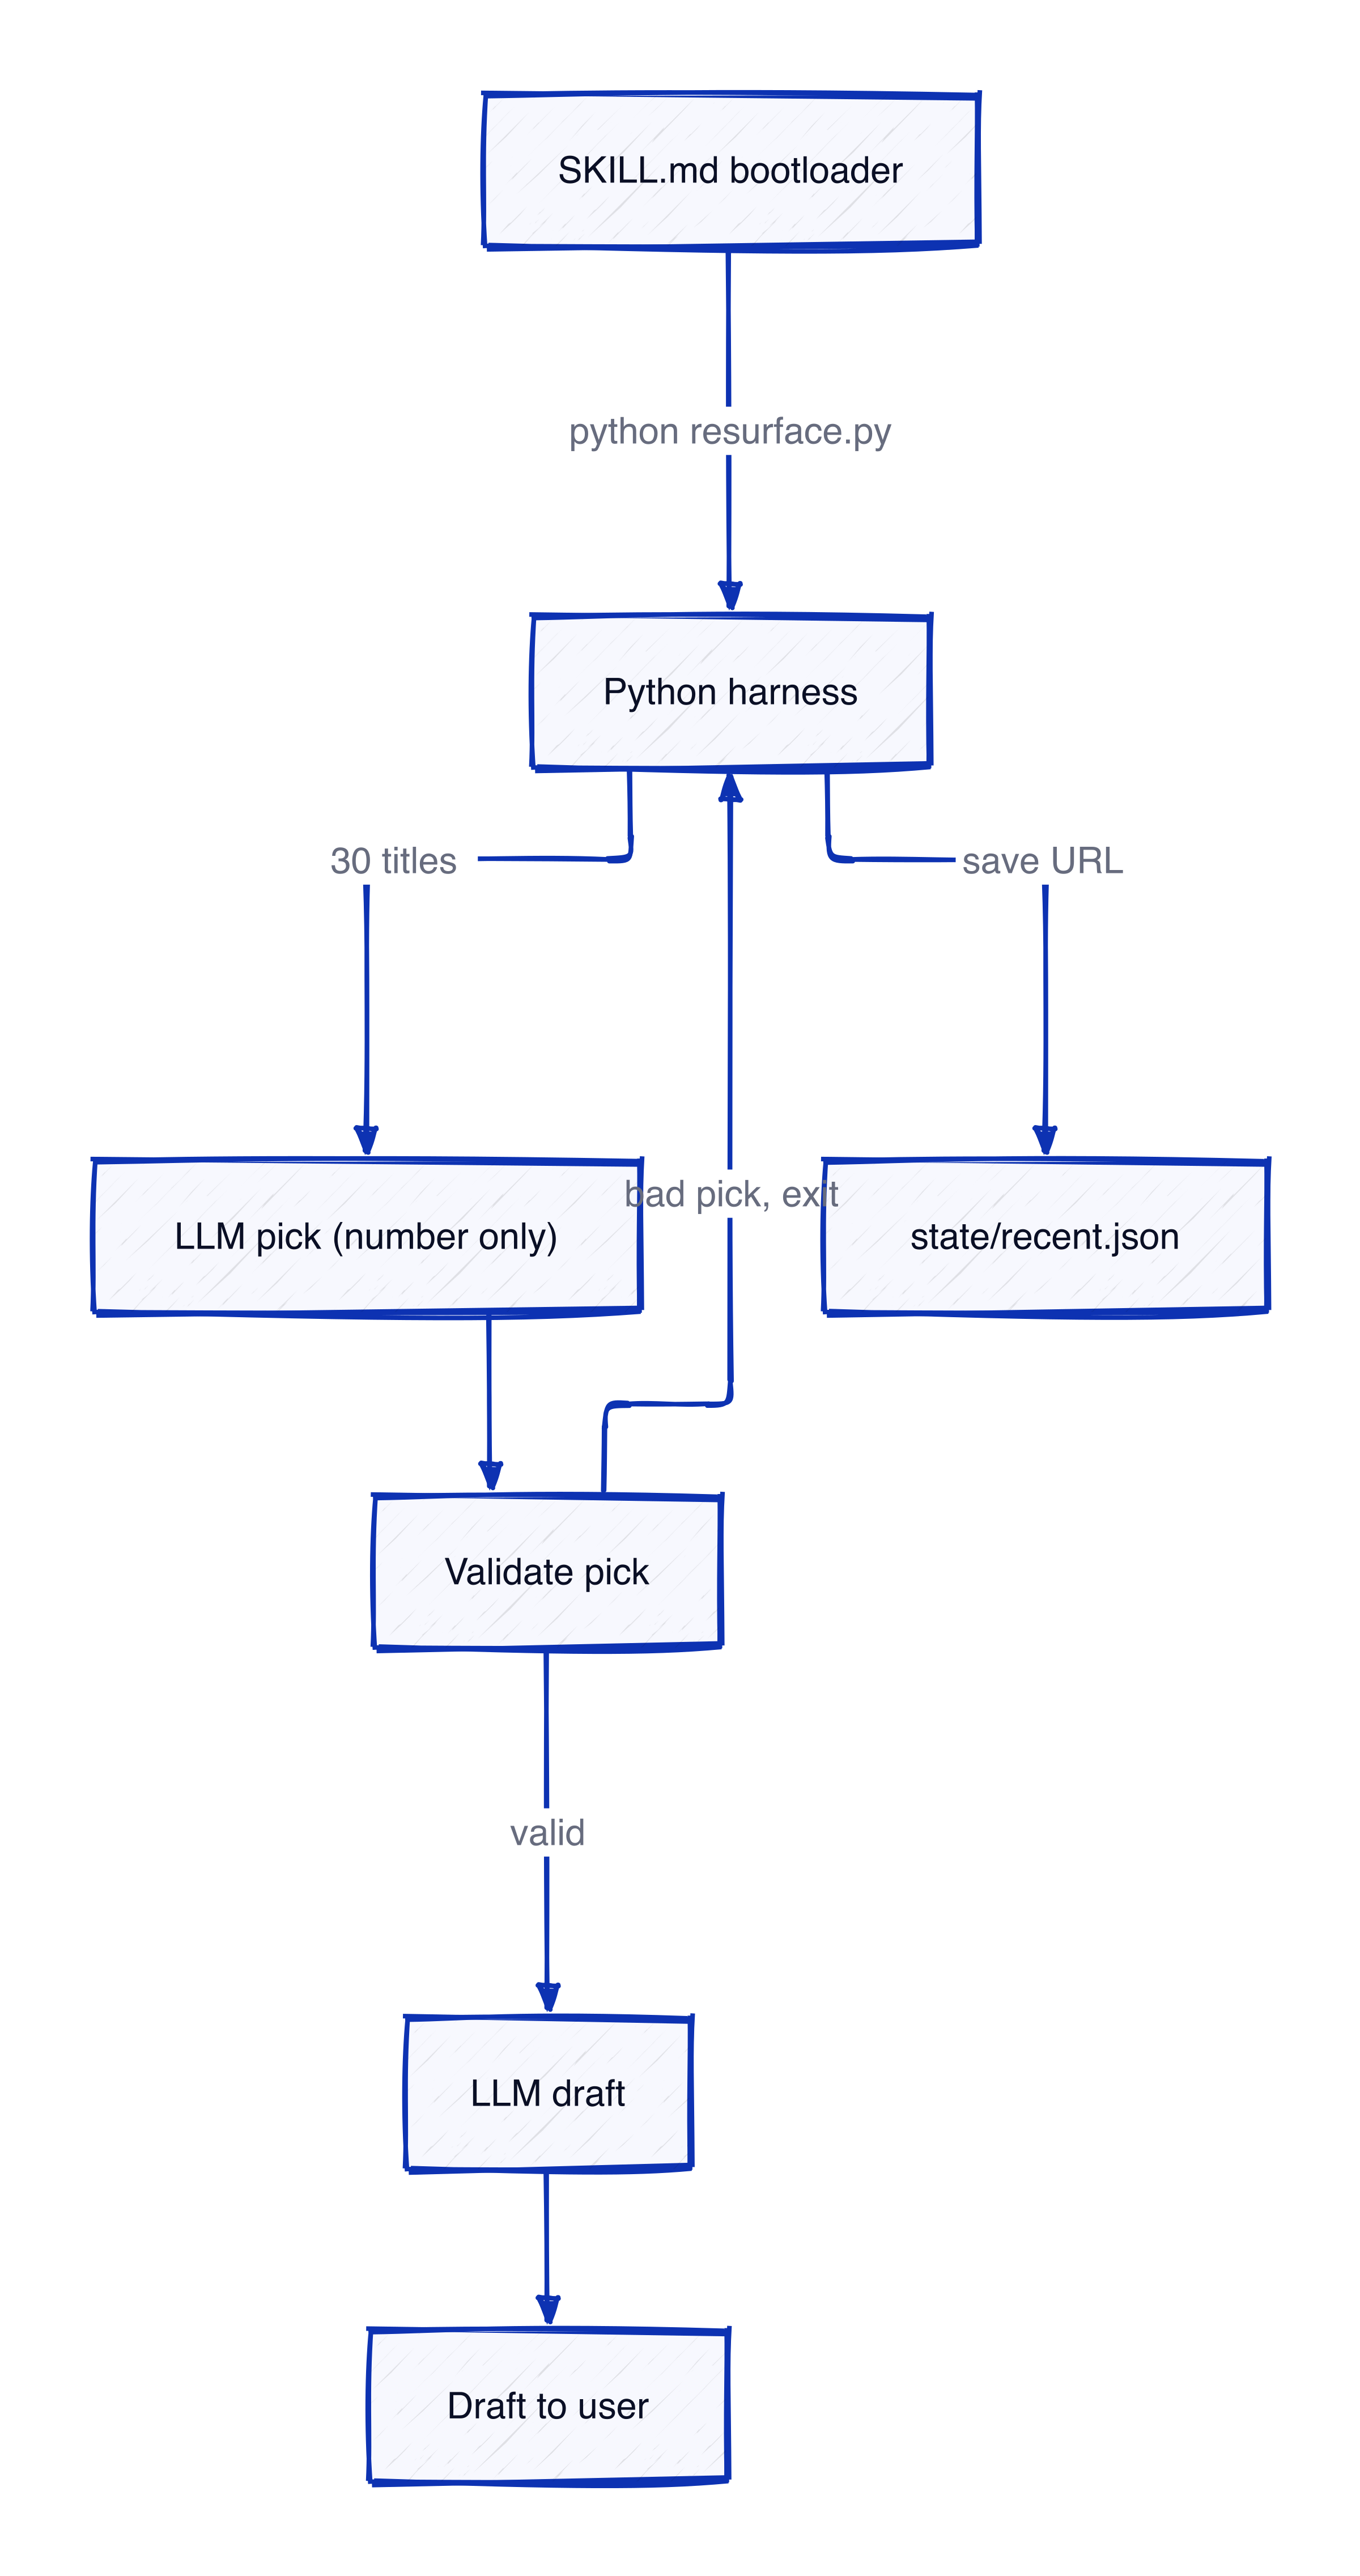 SKILL.md bootloader
python resurface.py
Python harness
30 titles
save URL
bad pick, exit
LLM pick (number only)
state/recent.json
Validate pick
valid
LLM draft
Draft to user